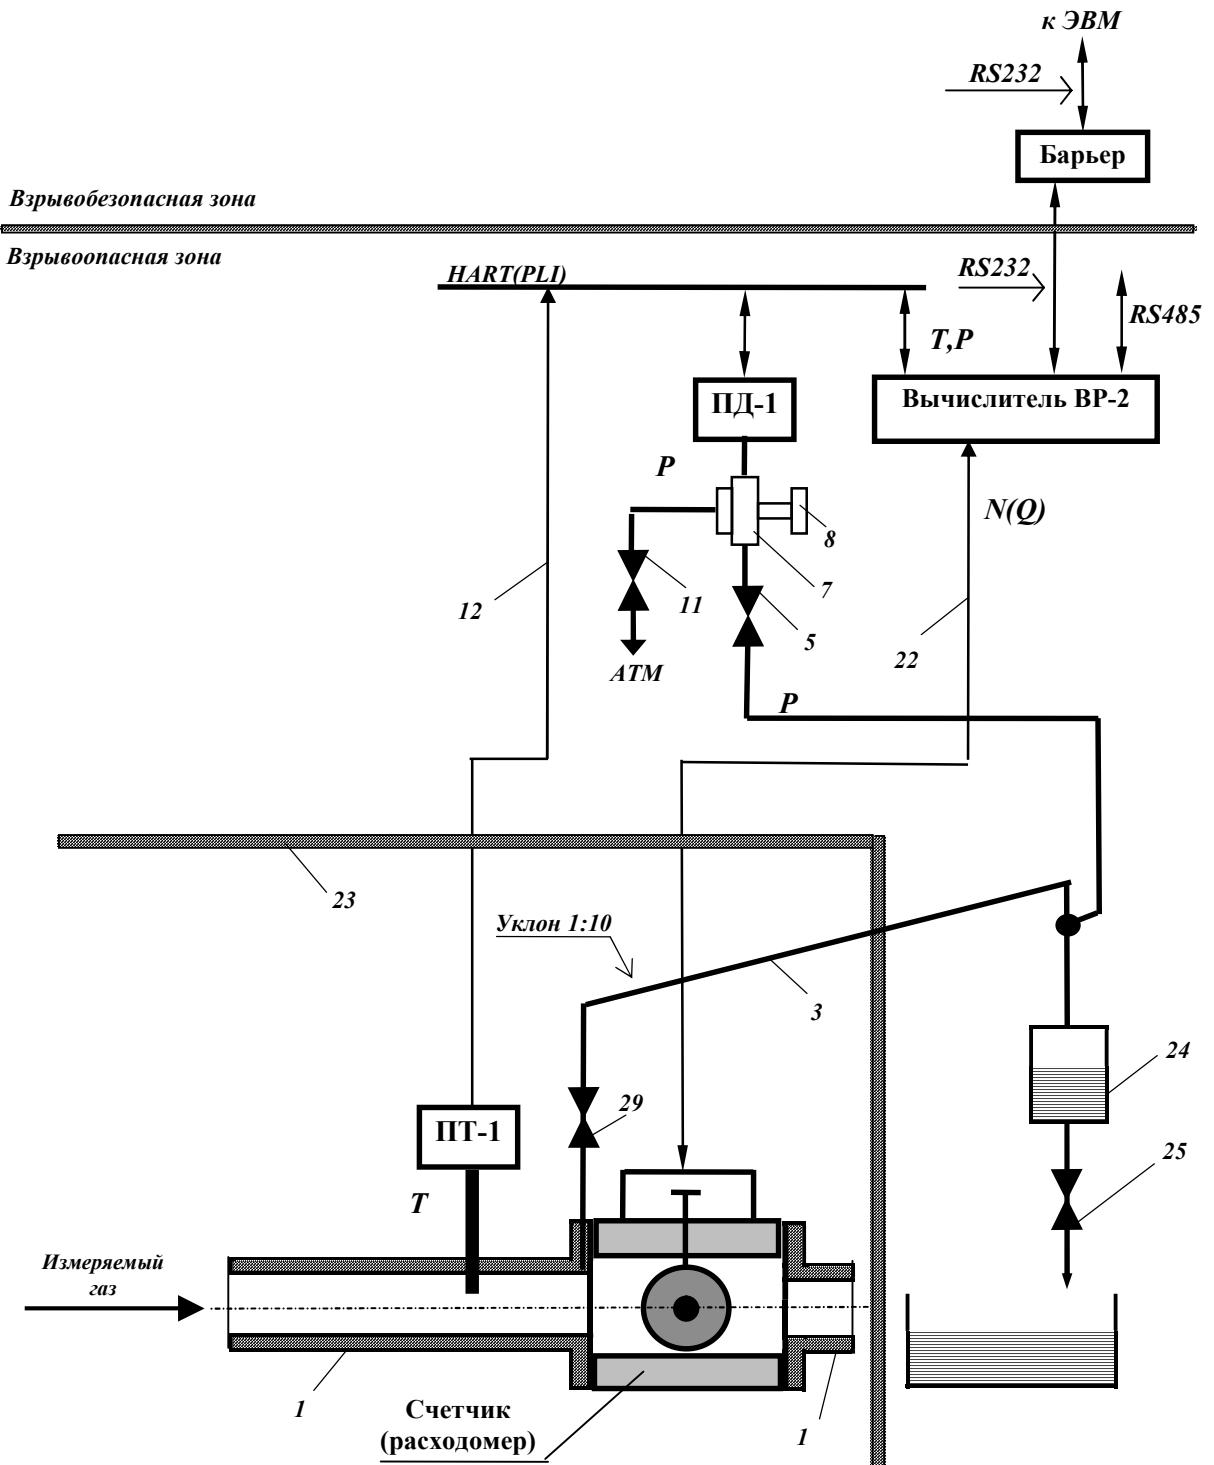 к ЭВМ
RS232
Барьер
Взрывобезопасная зона
Взрывоопасная зона
HART(PLI)
RS232
RS485
T,P
ПД-1
Вычислитель ВР-2
P
N(Q)
8
7
12
11
5
22
АТМ
P
23
Уклон 1:10
3
24
29
ПТ-1
25
T
Измеряемый
газ
1
Счетчик
(расходомер)
1